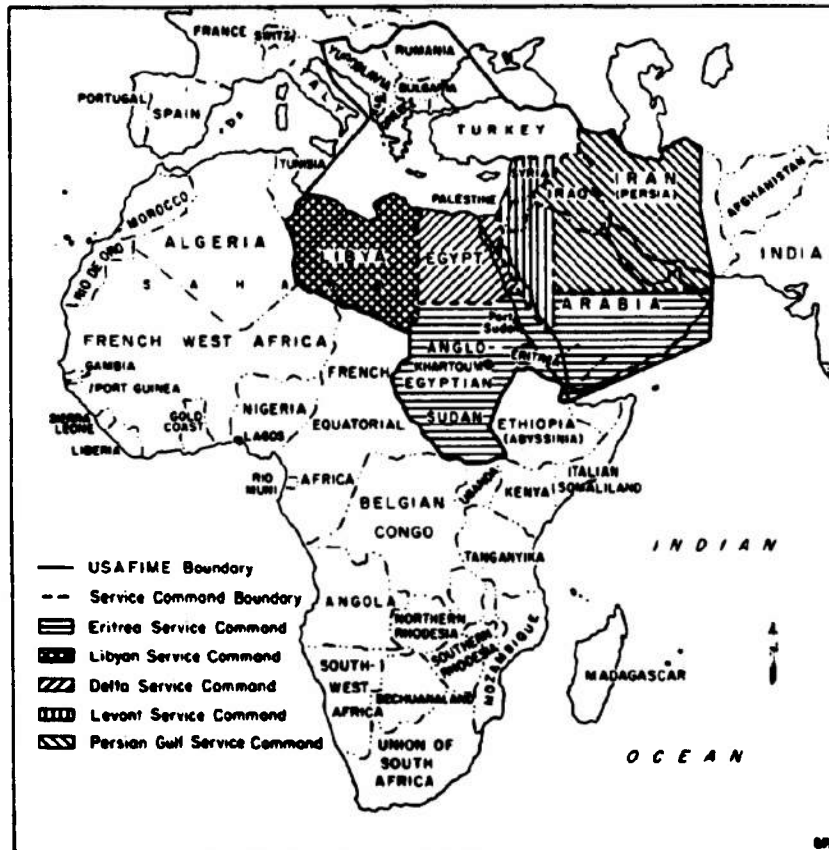 FRANCE
SWITZ
RUMANIA
YUGOSLAVIA
BULGARIA
ITALY
PORTUGAL
SPAIN
TURKEY
TUNISIA
SYRIA
IRAN
(PERSIA)
IRAQ
AFGHANISTAN
PALESTINE
MOROCCO
ALGERIA
LIBYA
EGYPT
INDIA
RIO DE ORO
S A H A
ARABIA
Port
Sudan
FRENCH WEST AFRICA
ANGLO-
KHARTOUM
ERITREA
EGYPTIAN
SUDAN
GAMBIA
PORT GUINEA
FRENCH
NIGERIA
EQUATORIAL
AFRICA
ETHIOPIA
(ABYSSINIA)
SIERRA
LEONE
GOLD
COAST
LAGOS
LIBERIA
RIO
MUNI
UGANDA
KENYA
ITALIAN
SOMALILAND
BELGIAN
CONGO
TANGANYIKA
INDIAN
ANGOLA
NORTHERN
RHODESIA
SOUTHERN
RHODESIA
MOZAMBIQUE
MADAGASCAR
SOUTH-
WEST
AFRICA
BECHUANALAND
UNION OF
SOUTH
AFRICA
OCEAN
USAFIME Boundary
Service Command Boundary
Eritrea Service Command
Libyan Service Command
Delta Service Command
Levant Service Command
Persian Gulf Service Command